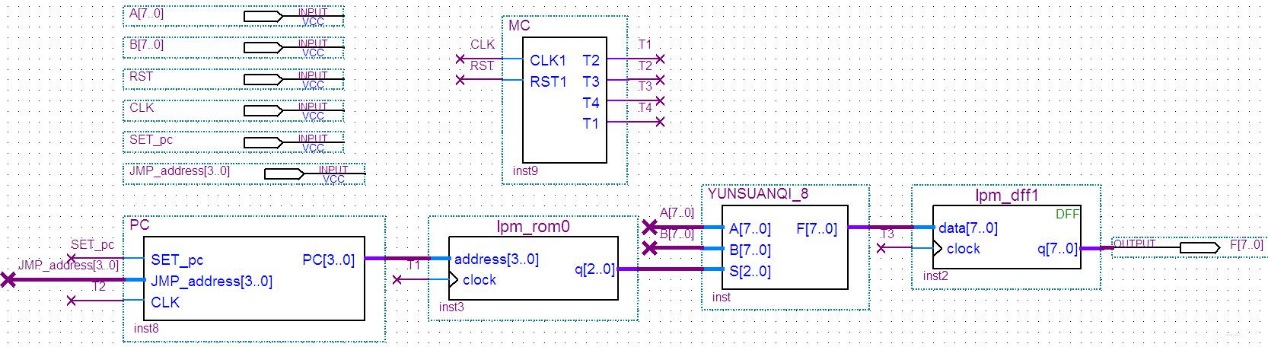 A[7..0] INPUT VCC
B[7..0] INPUT VCC
RST INPUT VCC
CLK INPUT VCC
SET_pc INPUT VCC
JMP_address[3..0] INPUT VCC
MC
CLK CLK1 T2 T1
RST RST1 T3 T2
T4 T3
T1 T4
inst9
PC
SET_pc SET_pc PC[3..0]
JMP_address[3..0] JMP_address[3..0]
T2 CLK
inst8
lpm_rom0
address[3..0]
T1 clock q[2..0]
inst3
YUNSUANQI_8
A[7..0] A[7..0] F[7..0]
B[7..0] B[7..0]
S[2..0]
inst
lpm_dff1
DFF
data[7..0]
T3 clock q[7..0]
inst2
OUTPUT F[7..0]